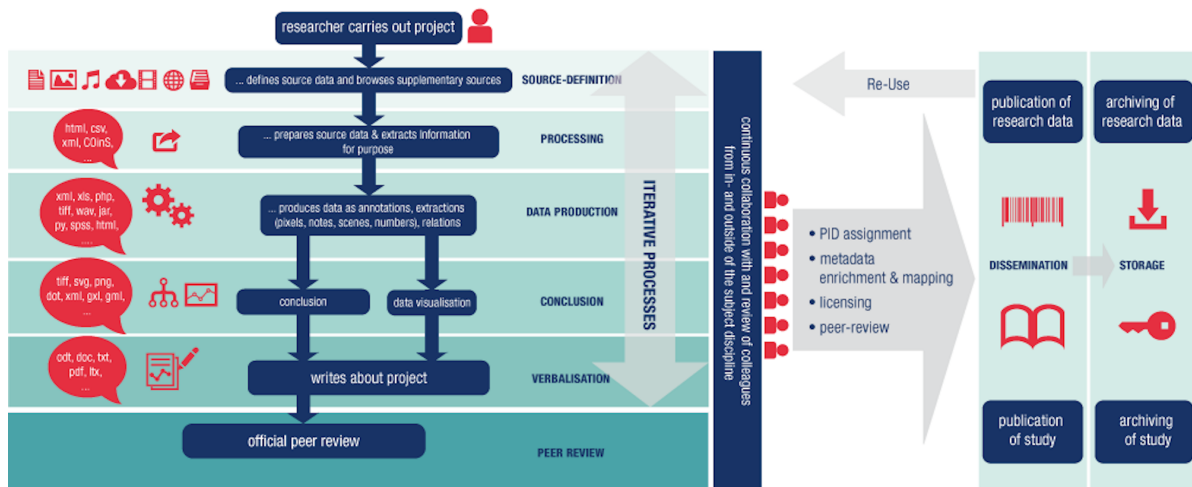 researcher carries out project
... defines source data and browses supplementary sources
SOURCE-DEFINITION
html, csv,
xml, COinS,
...
... prepares source data & extracts Information
for purpose
PROCESSING
xml, xls, php,
tiff, wav, jar,
py, spss, html,
....
... produces data as annotations, extractions
(pixels, notes, scenes, numbers), relations
DATA PRODUCTION
tiff, svg, png,
dot, xml, gxl, gml,
...
conclusion
data visualisation
CONCLUSION
odt, doc, txt,
pdf, ltx,
...
writes about project
VERBALISATION
official peer review
PEER REVIEW
ITERATIVE PROCESSES
continuous collaboration with and review of colleagues
from in- and outside of the subject discipline
Re-Use
• PID assignment
• metadata
enrichment & mapping
• licensing
• peer-review
publication of
research data
archiving of
research data
DISSEMINATION
STORAGE
publication
of study
archiving
of study